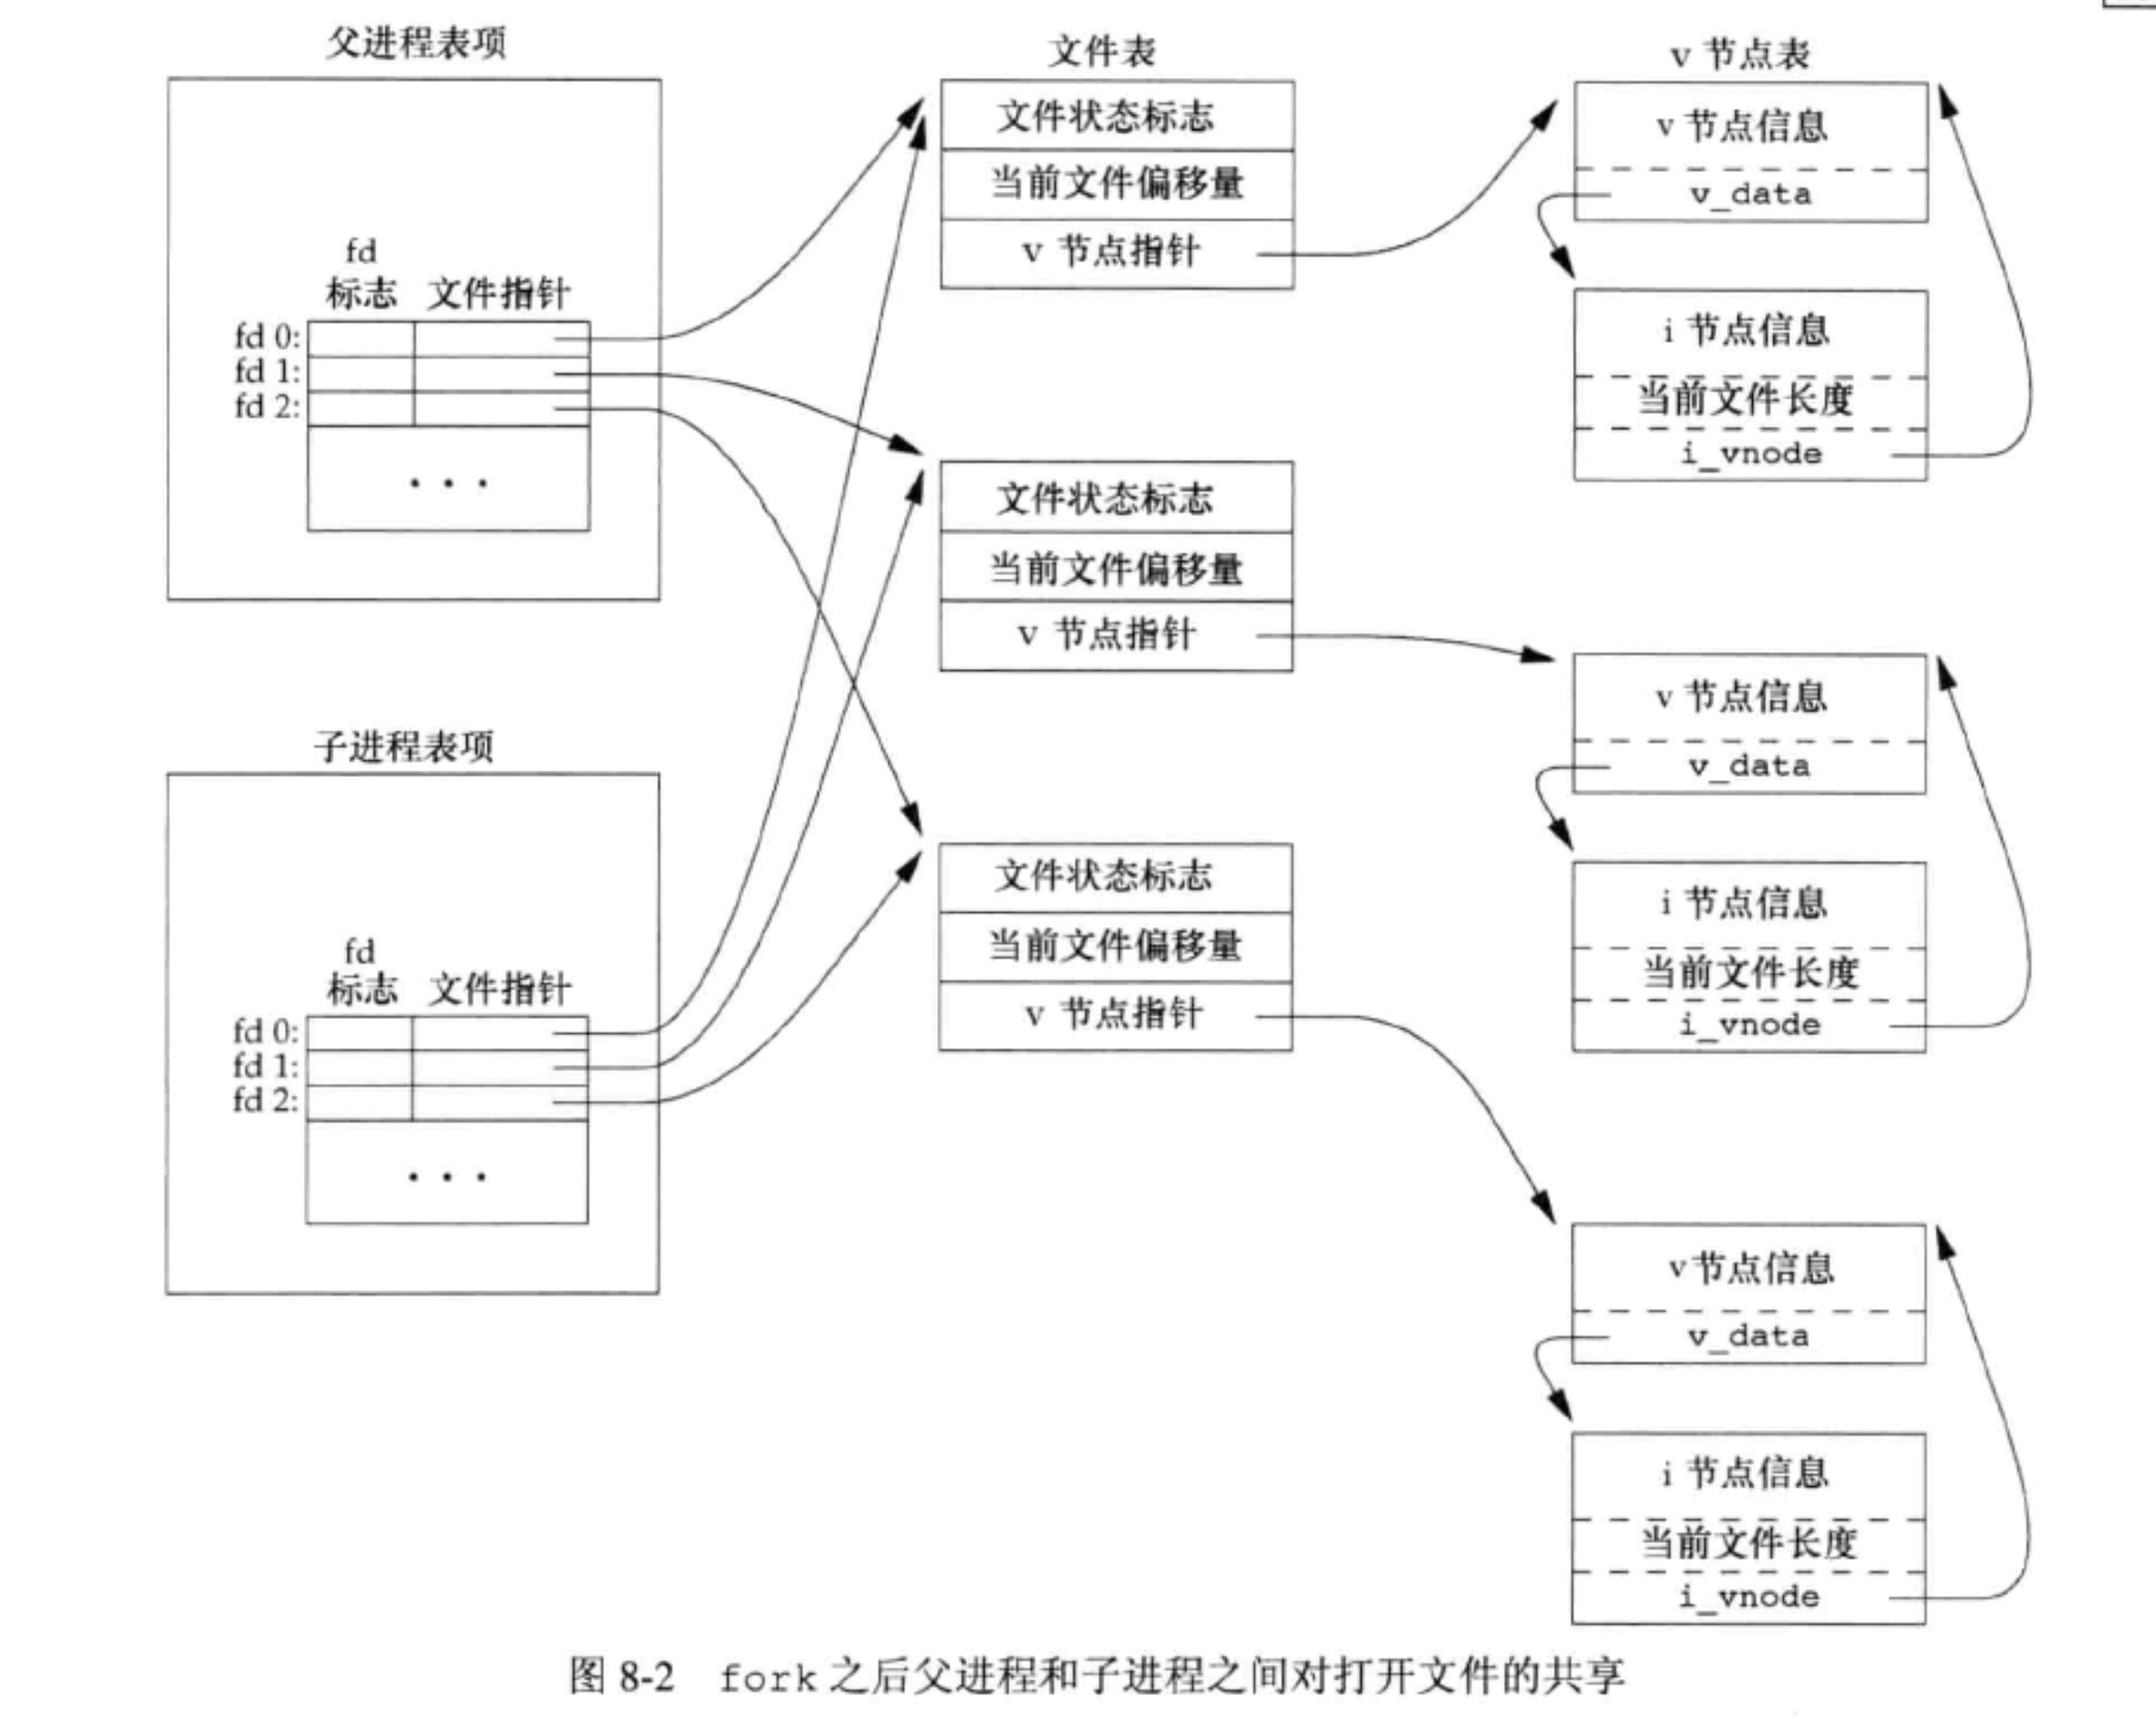 父进程表项
fd
标志 文件指针
fd 0:
fd 1:
fd 2:
· · ·
子进程表项
fd
标志 文件指针
fd 0:
fd 1:
fd 2:
· · ·
文件表
文件状态标志
当前文件偏移量
v 节点指针
文件状态标志
当前文件偏移量
v 节点指针
文件状态标志
当前文件偏移量
v 节点指针
v 节点表
v 节点信息
v_data
i 节点信息
当前文件长度
i_vnode
v 节点信息
v_data
i 节点信息
当前文件长度
i_vnode
v节点信息
v_data
i 节点信息
当前文件长度
i_vnode
图 8-2 fork之后父进程和子进程之间对打开文件的共享